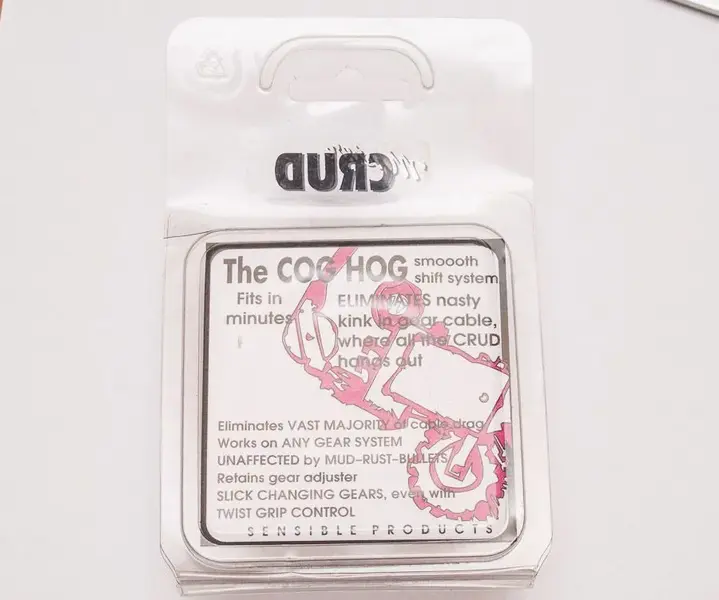 CRUD
The COG HOG
smoooth
shift system
Fits in
minutes
ELIMINATES nasty
kink in gear cable,
where all the CRUD
hangs out
Eliminates VAST MAJORITY of cable drag
Works on ANY GEAR SYSTEM
UNAFFECTED by MUD-RUST-BULLETS
Retains gear adjuster
SLICK CHANGING GEARS, even with
TWIST GRIP CONTROL
SENSIBLE PRODUCTS